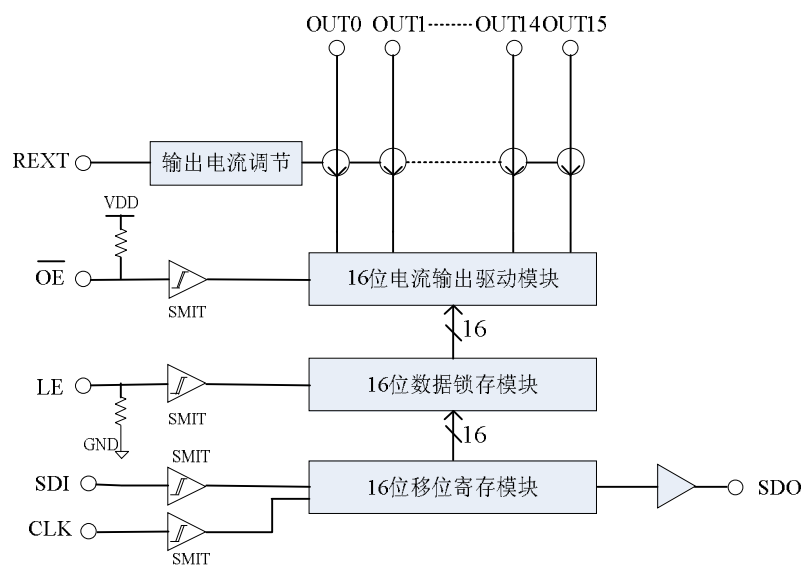 OUT0 OUT1 OUT14OUT15
REXT 输出电流调节
VDD
OE
SMIT
16位电流输出驱动模块
16
LE
SMIT
16位数据锁存模块
GND
16
SMIT
SDI
16位移位寄存模块
SDO
CLK
SMIT